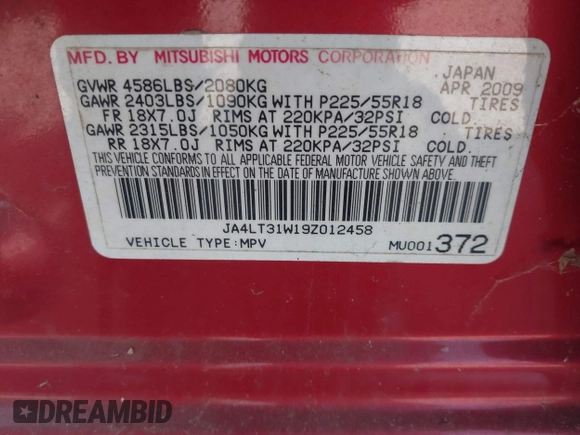 MFD. BY MITSUBISHI MOTORS CORPORATION
JAPAN
GVWR 4586LBS/2080KG APR 2009
GAWR 2403LBS/1090KG WITH P225/55R18 TIRES
FR 18X7.0J RIMS AT 220KPA/32PSI COLD.
GAWR 2315LBS/1050KG WITH P225/55R18 TIRES
RR 18X7.0J RIMS AT 220KPA/32PSI COLD.
THIS VEHICLE CONFORMS TO ALL APPLICABLE FEDERAL MOTOR VEHICLE SAFETY AND THEFT
PREVENTION STANDARDS IN EFFECT ON THE DATE OF MANUFACTURE SHOWN ABOVE.
JA4LT31W19Z012458
VEHICLE TYPE:MPV MU001372
DREAMBID